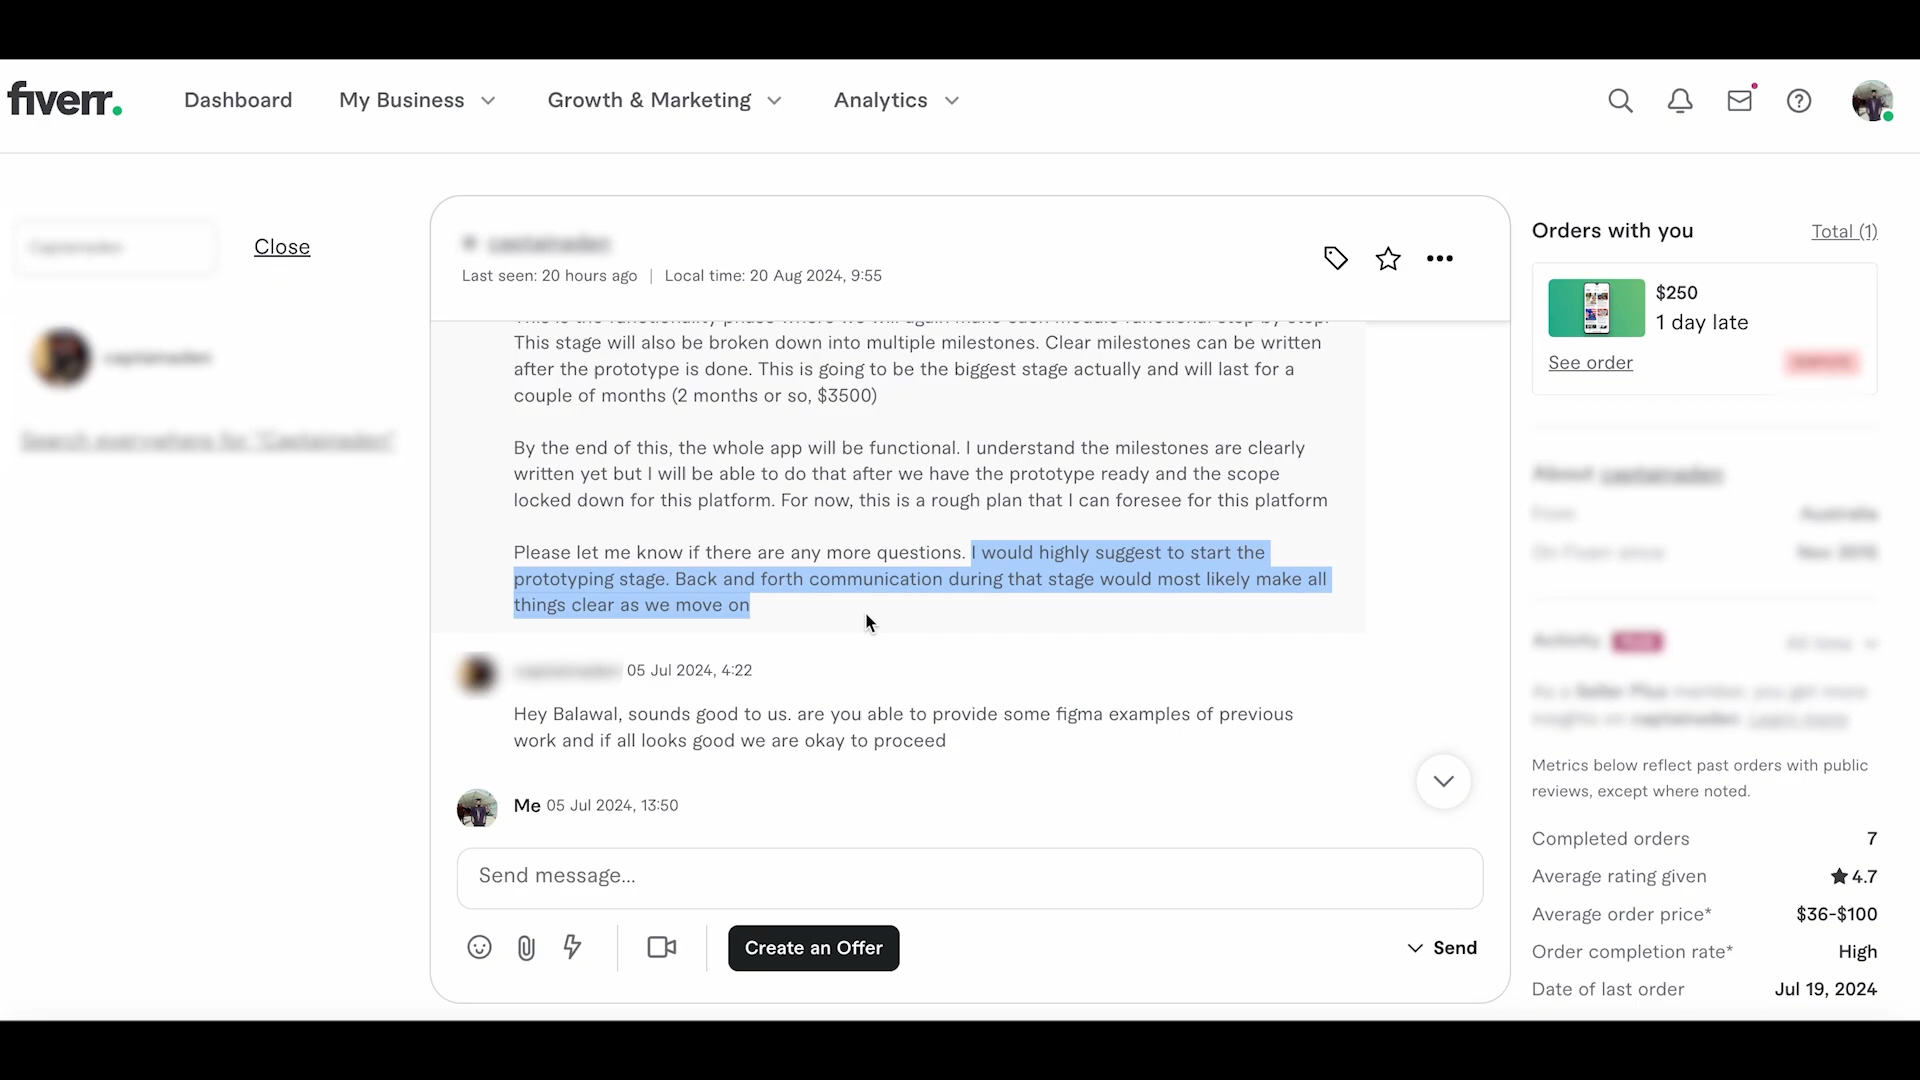 fiverr.
Dashboard
My Business
Growth & Marketing
Analytics
Close
Last seen: 20 hours ago | Local time: 20 Aug 2024, 9:55
This stage will also be broken down into multiple milestones. Clear milestones can be written
after the prototype is done. This is going to be the biggest stage actually and will last for a
couple of months (2 months or so, $3500)
By the end of this, the whole app will be functional. I understand the milestones are clearly
written yet but I will be able to do that after we have the prototype ready and the scope
locked down for this platform. For now, this is a rough plan that I can foresee for this platform
Please let me know if there are any more questions. I would highly suggest to start the
prototyping stage. Back and forth communication during that stage would most likely make all
things clear as we move on
05 Jul 2024, 4:22
Hey Balawal, sounds good to us. are you able to provide some figma examples of previous
work and if all looks good we are okay to proceed
Me 05 Jul 2024, 13:50
Send message...
Create an Offer
Send
Orders with you
Total (1)
$250
1 day late
See order
Metrics below reflect past orders with public
reviews, except where noted.
Completed orders 7
Average rating given 4.7
Average order price* $36-$100
Order completion rate* High
Date of last order Jul 19, 2024